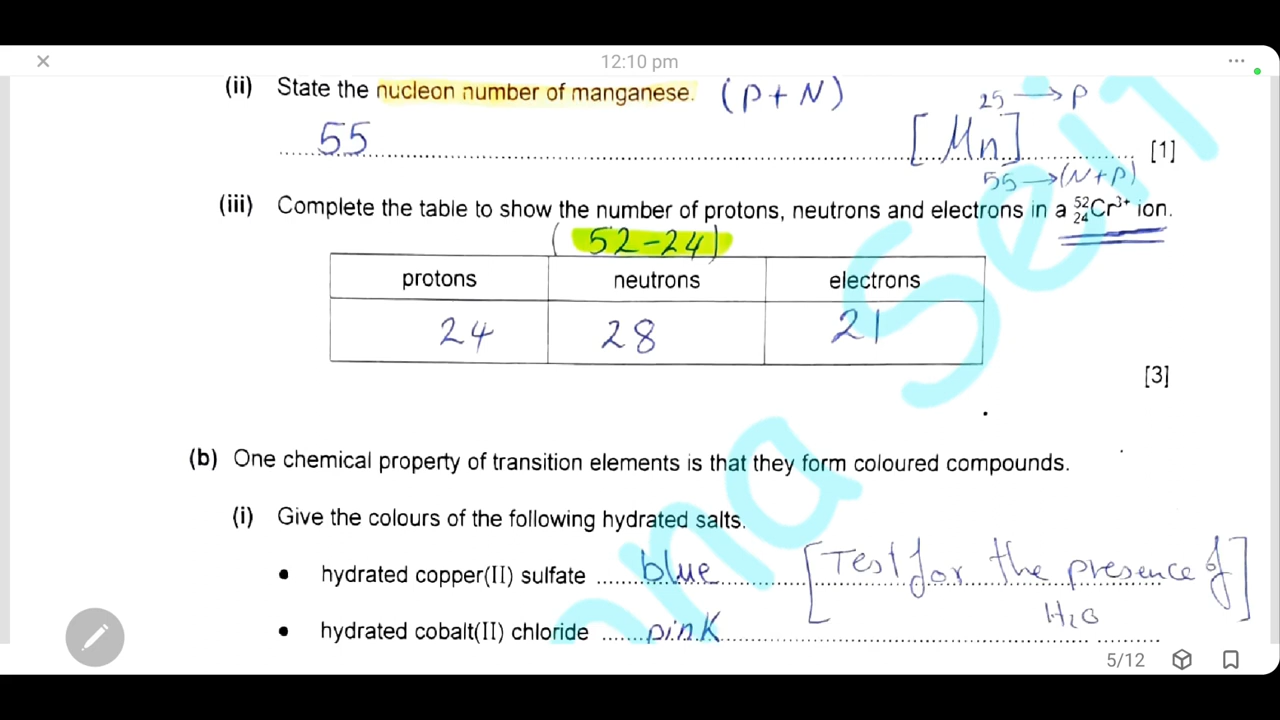 12:10 pm
(ii) State the nucleon number of manganese. (P+N)
25 → P
55 [Mn] [1]
55 → (N+P)
(iii) Complete the table to show the number of protons, neutrons and electrons in a ⁵²₂₄Cr³⁺ ion.
(52-24)
protons neutrons electrons
24 28 21
[3]
(b) One chemical property of transition elements is that they form coloured compounds.
(i) Give the colours of the following hydrated salts.
• hydrated copper(II) sulfate blue [Test for the presence of]
H₂O
• hydrated cobalt(II) chloride pink
5/12